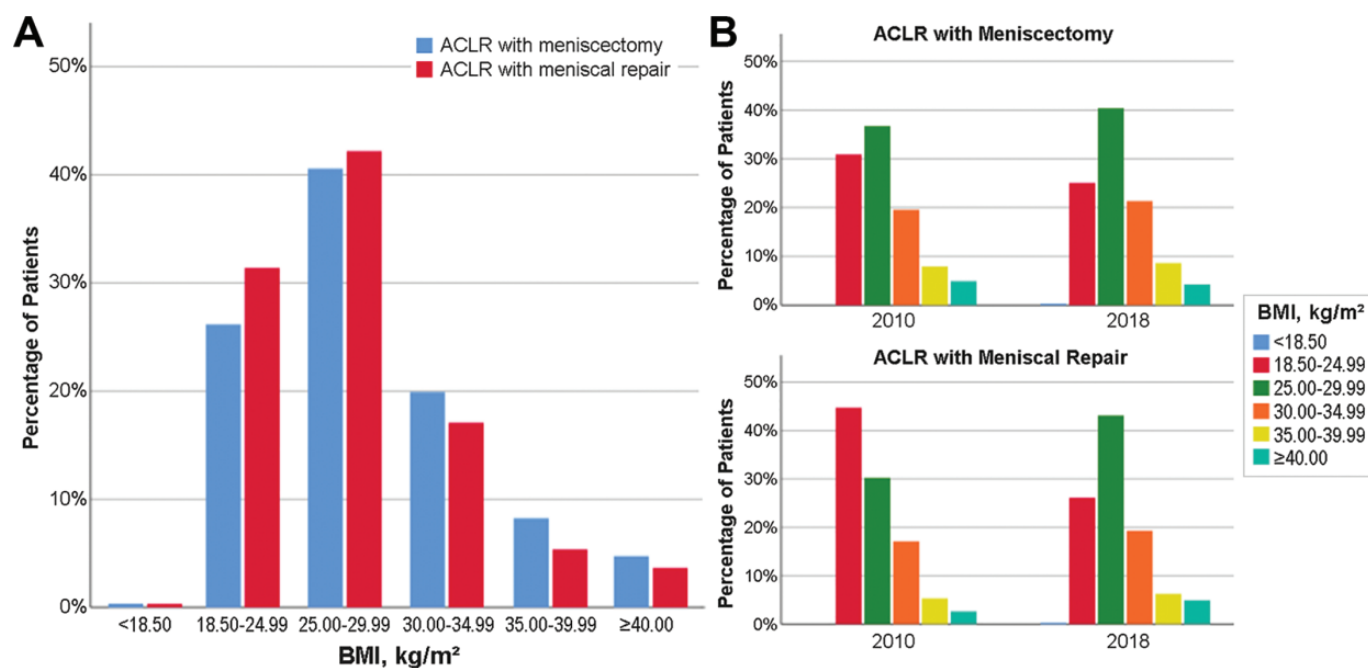 A
ACLR with meniscectomy
ACLR with meniscal repair
Percentage of Patients
50%
40%
30%
20%
10%
0%
<18.50 18.50-24.99 25.00-29.99 30.00-34.99 35.00-39.99 ≥40.00
BMI, kg/m²
B
ACLR with Meniscectomy
Percentage of Patients
50%
40%
30%
20%
10%
0%
2010 2018
ACLR with Meniscal Repair
Percentage of Patients
50%
40%
30%
20%
10%
0%
2010 2018
BMI, kg/m²
<18.50
18.50-24.99
25.00-29.99
30.00-34.99
35.00-39.99
≥40.00